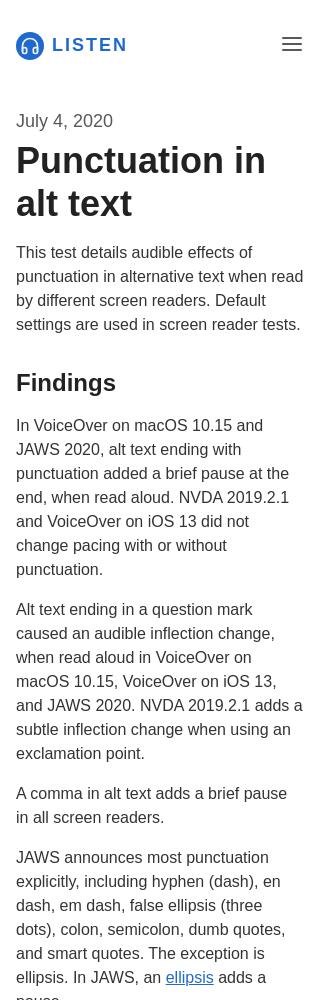 LISTEN
July 4, 2020
Punctuation in
alt text
This test details audible effects of
punctuation in alternative text when read
by different screen readers. Default
settings are used in screen reader tests.
Findings
In VoiceOver on macOS 10.15 and
JAWS 2020, alt text ending with
punctuation added a brief pause at the
end, when read aloud. NVDA 2019.2.1
and VoiceOver on iOS 13 did not
change pacing with or without
punctuation.
Alt text ending in a question mark
caused an audible inflection change,
when read aloud in VoiceOver on
macOS 10.15, VoiceOver on iOS 13,
and JAWS 2020. NVDA 2019.2.1 adds a
subtle inflection change when using an
exclamation point.
A comma in alt text adds a brief pause
in all screen readers.
JAWS announces most punctuation
explicitly, including hyphen (dash), en
dash, em dash, false ellipsis (three
dots), colon, semicolon, dumb quotes,
and smart quotes. The exception is
ellipsis. In JAWS, an ellipsis adds a